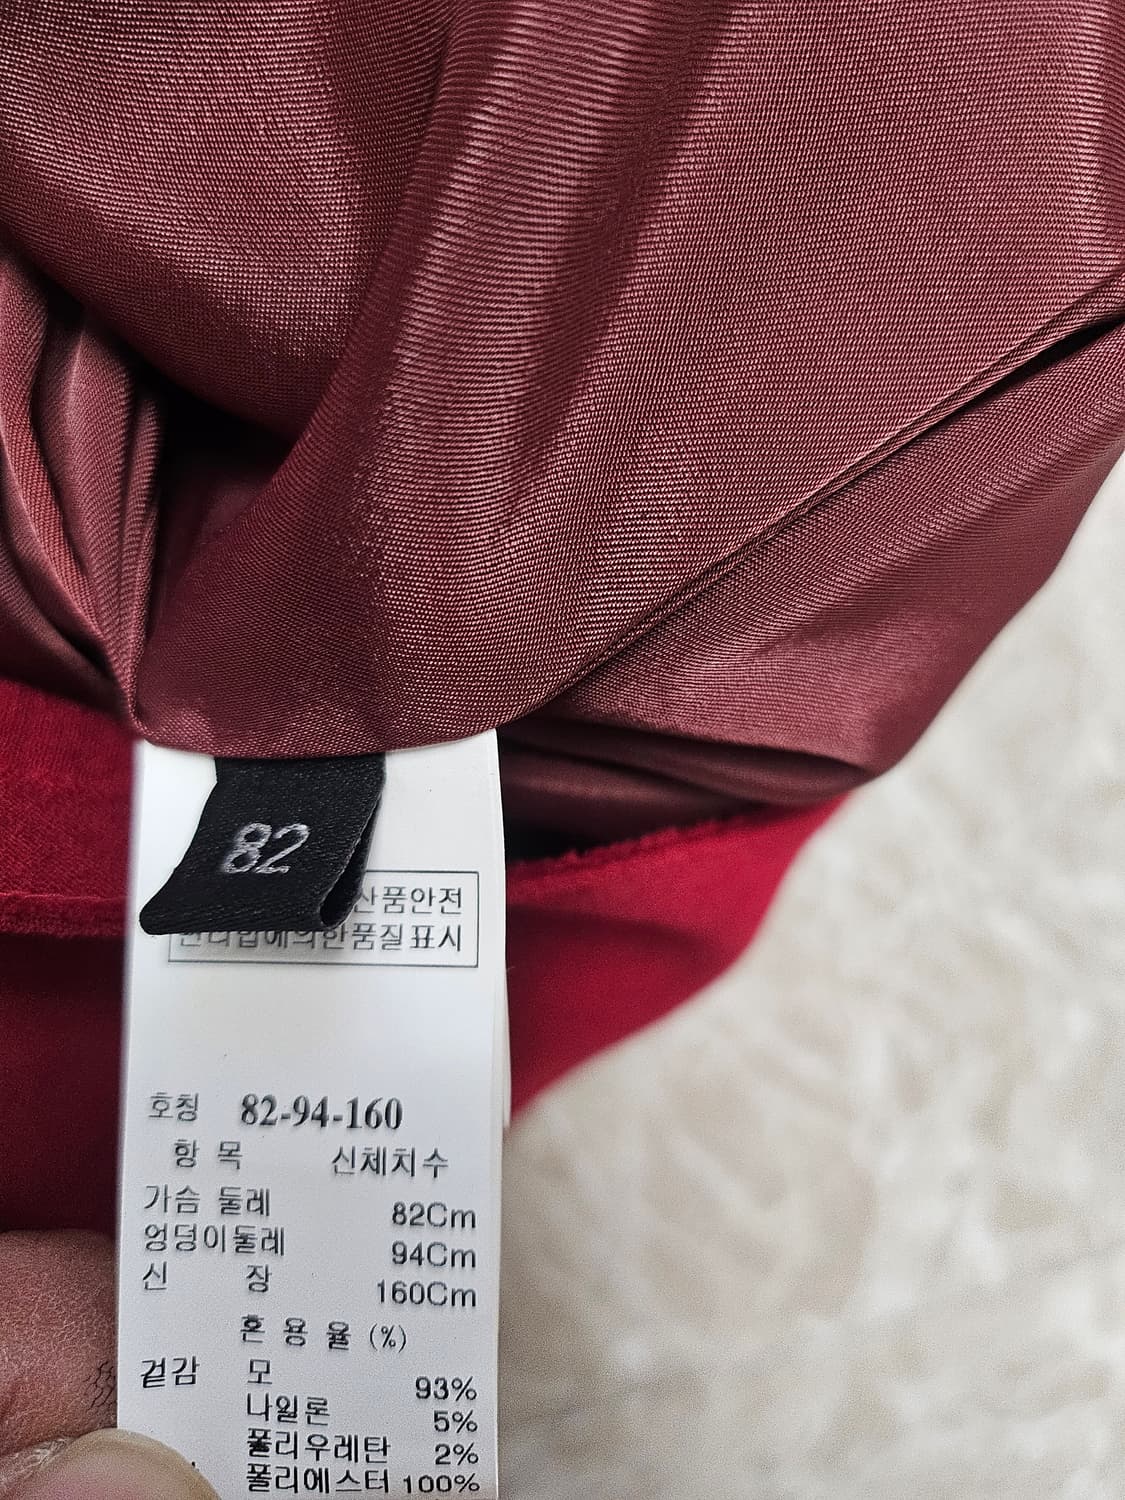 82
산품안전
의한품질표시
호칭 82-94-160
항 목 신체치수
가슴 둘레 82Cm
엉덩이둘레 94Cm
신 장 160Cm
혼 용 율 (%)
겉감 모 93%
나일론 5%
폴리우레탄 2%
폴리에스터 100%